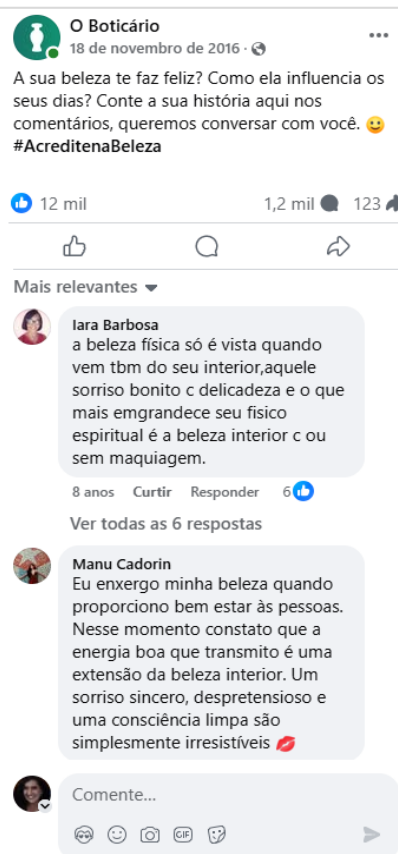 O Boticário
18 de novembro de 2016 ·
A sua beleza te faz feliz? Como ela influencia os
seus dias? Conte a sua história aqui nos
comentários, queremos conversar com você. 😀
#AcrediteNaBeleza
12 mil
1,2 mil 123
Mais relevantes
Iara Barbosa
a beleza física só é vista quando
vem tbm do seu interior,aquele
sorriso bonito c delicadeza e o que
mais emgrandece seu fisico
espiritual é a beleza interior c ou
sem maquiagem.
8 anos Curtir Responder 6
Ver todas as 6 respostas
Manu Cadorin
Eu enxergo minha beleza quando
proporciono bem estar às pessoas.
Nesse momento constato que a
energia boa que transmito é uma
extensão da beleza interior. Um
sorriso sincero, despretensioso e
uma consciência limpa são
simplesmente irresistíveis 💋
Comente...
GIF